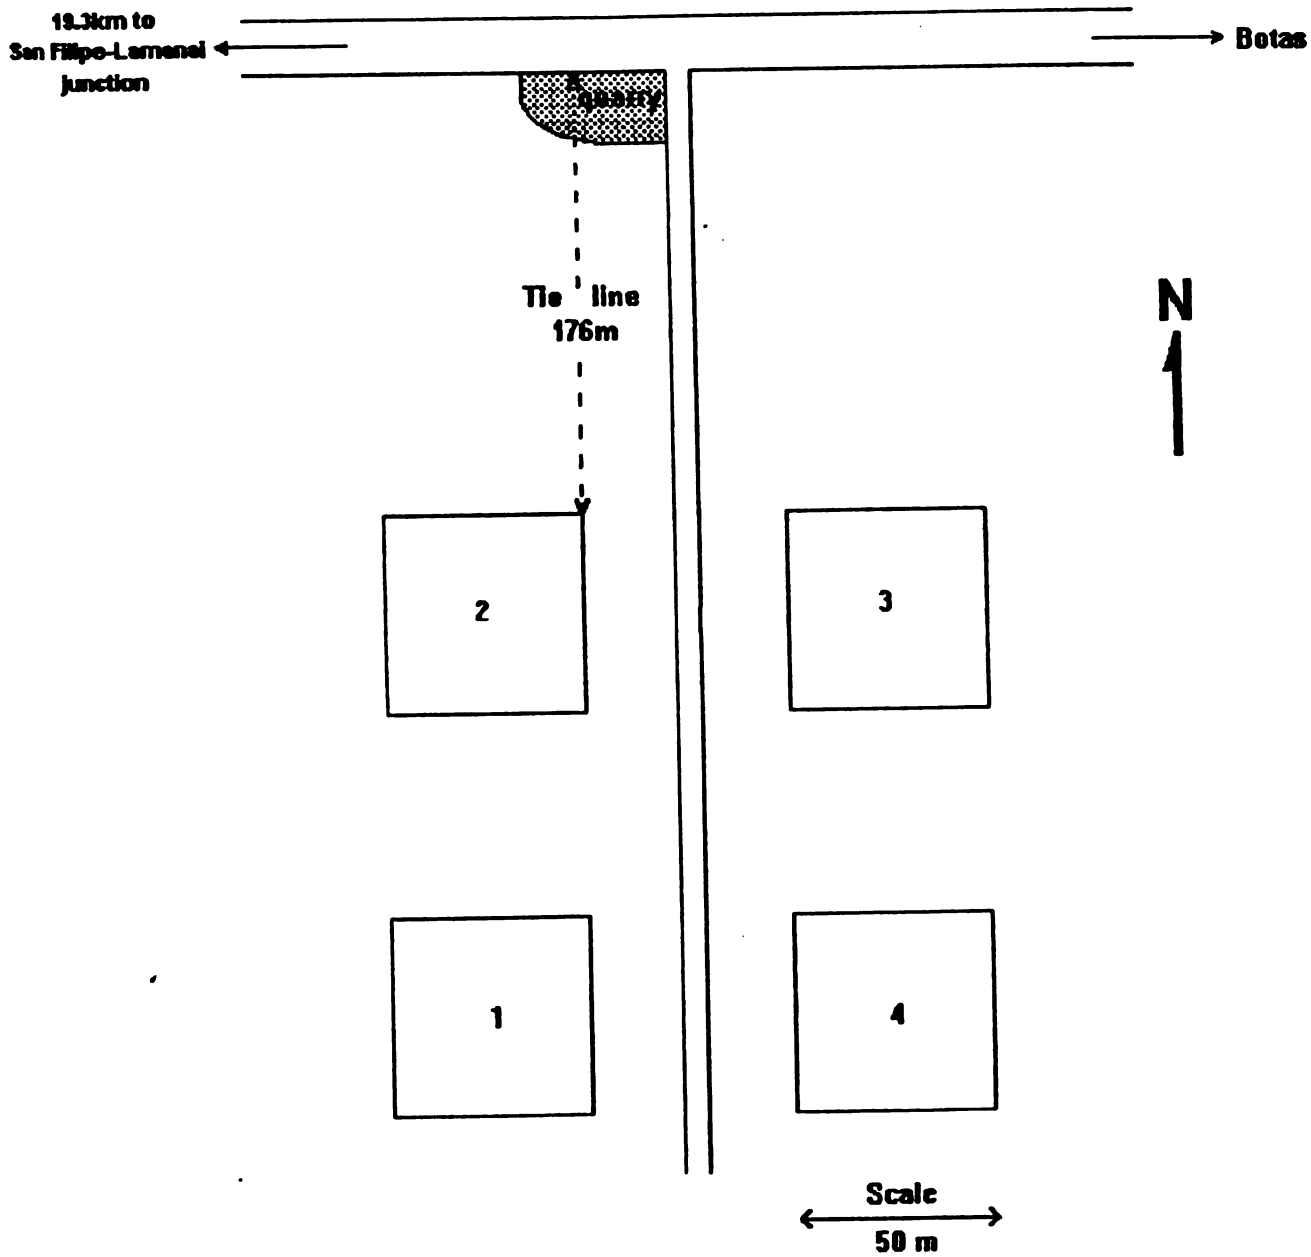 19.3km to
San Filipo-Lamanai
junction
Botas
quarry
Tie line
176m
N
2
3
1
4
Scale
50 m